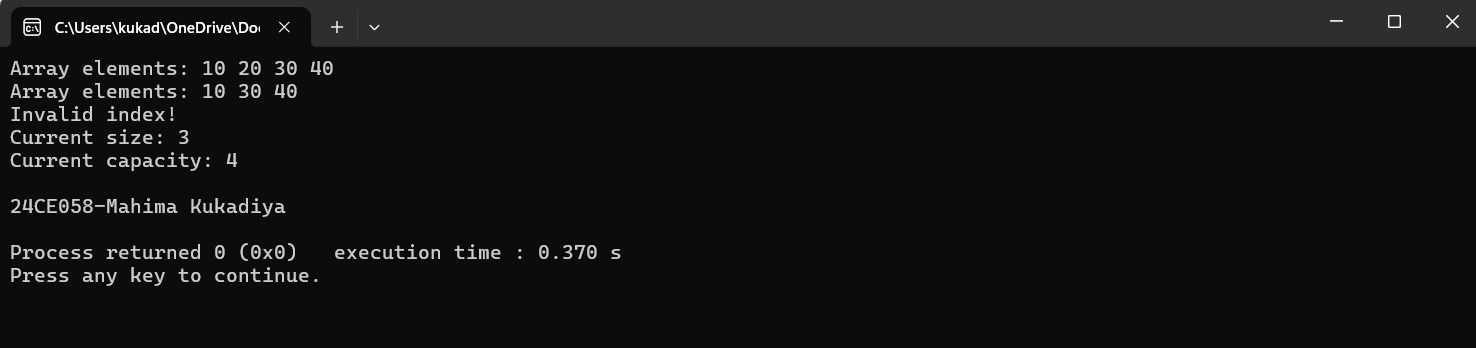 C:\Users\kukad\OneDrive\Doc
Array elements: 10 20 30 40
Array elements: 10 30 40
Invalid index!
Current size: 3
Current capacity: 4
24CE058-Mahima Kukadiya
Process returned 0 (0x0)   execution time : 0.370 s
Press any key to continue.